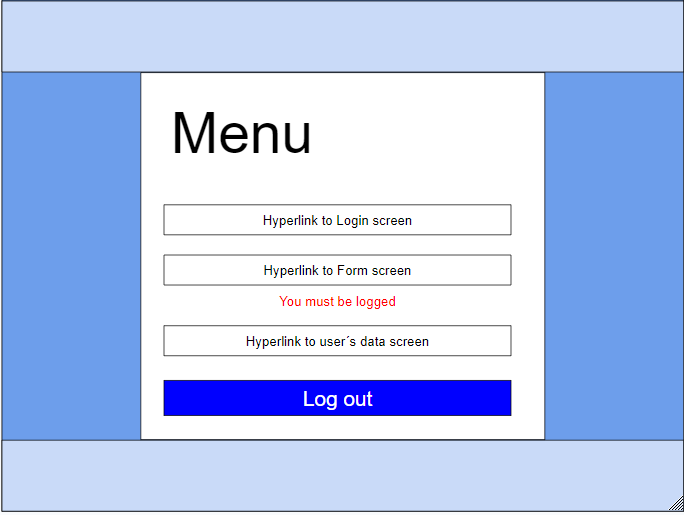 Menu
Hyperlink to Login screen
Hyperlink to Form screen
You must be logged
Hyperlink to user´s data screen
Log out